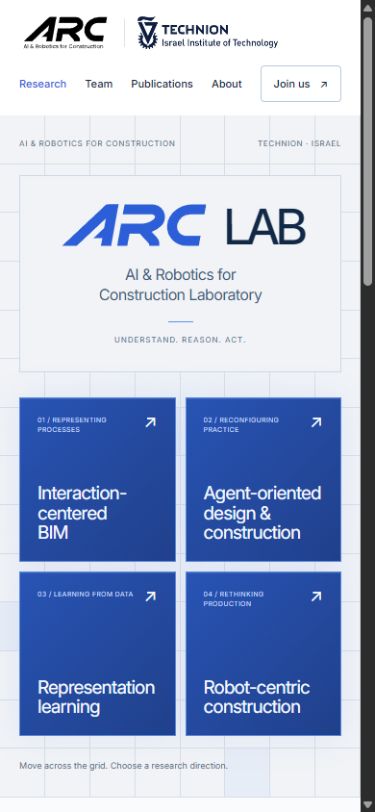 ARC
AI & Robotics for Construction
TECHNION
Israel Institute of Technology
Research Team Publications About Join us ↗
AI & ROBOTICS FOR CONSTRUCTION
TECHNION · ISRAEL
ARC LAB
AI & Robotics for
Construction Laboratory
UNDERSTAND. REASON. ACT.
01 / REPRESENTING
PROCESSES
Interaction-
centered
BIM
02 / RECONFIGURING
PRACTICE
Agent-oriented
design &
construction
03 / LEARNING FROM DATA
Representation
learning
04 / RETHINKING
PRODUCTION
Robot-centric
construction
Move across the grid. Choose a research direction.